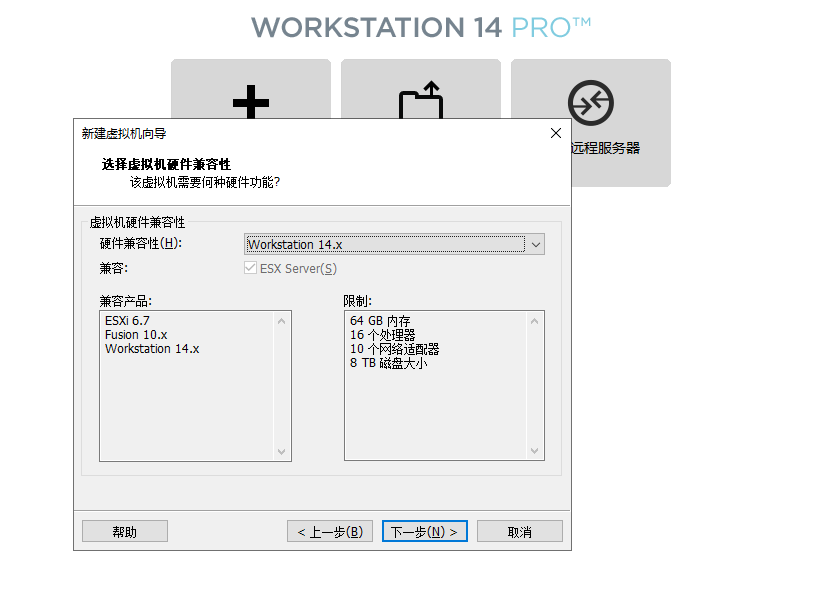 WORKSTATION 14 PRO™
远程服务器
新建虚拟机向导
选择虚拟机硬件兼容性
该虚拟机需要何种硬件功能?
虚拟机硬件兼容性
硬件兼容性(H): Workstation 14.x
兼容: ESX Server(S)
兼容产品: 限制:
ESXi 6.7
Fusion 10.x
Workstation 14.x
64 GB 内存
16 个处理器
10 个网络适配器
8 TB 磁盘大小
帮助 < 上一步(B) 下一步(N) > 取消